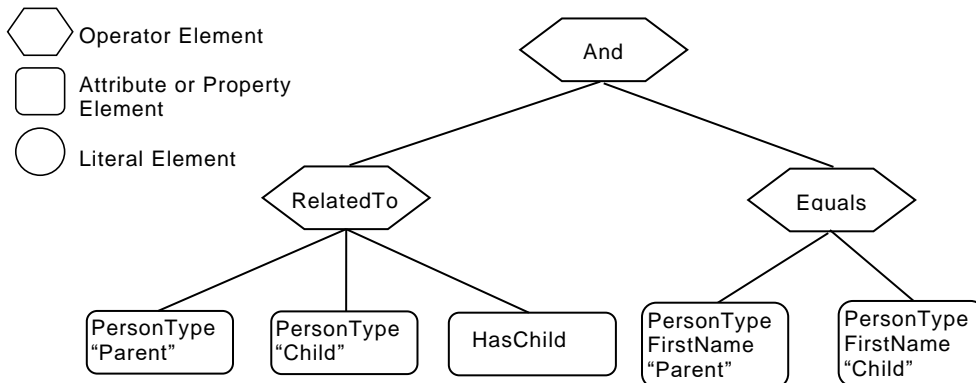 Operator Element
Attribute or Property
Element
Literal Element
And
RelatedTo
Equals
PersonType
“Parent”
PersonType
“Child”
HasChild
PersonType
FirstName
“Parent”
PersonType
FirstName
“Child”